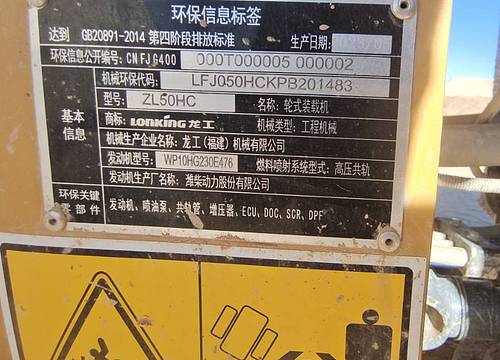 环保信息标签
达到 GB20891-2014 第四阶段排放标准 生产日期:
环保信息公开编号: CN FJ G400 000T000005 000002
机械环保代码: LFJ050HCKPB201483
基本信息
型号: ZL50HC 名称: 轮式装载机
商标: LONKING 龙工 机械类型: 工程机械
机械生产企业名称: 龙工(福建)机械有限公司
发动机型号: WP10HG230E476 燃料喷射系统型式: 高压共轨
发动机生产厂名称: 潍柴动力股份有限公司
环保关键零部件
发动机、喷油泵、共轨管、增压器、ECU、DOC、SCR、DPF